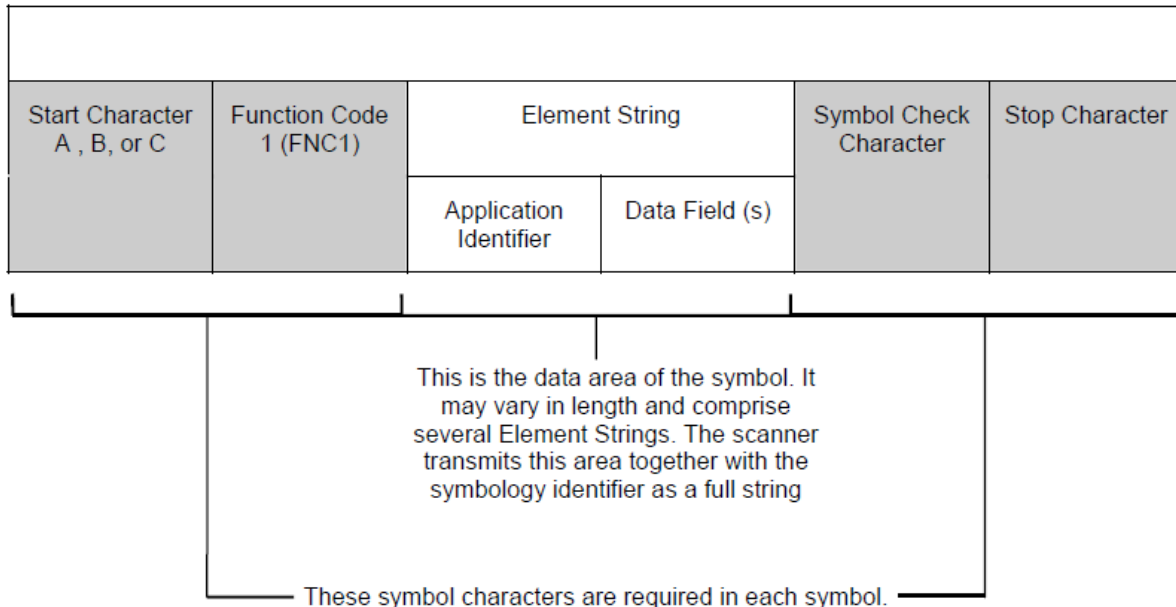 Start Character
A , B, or C
Function Code
1 (FNC1)
Element String
Application
Identifier
Data Field (s)
Symbol Check
Character
Stop Character
This is the data area of the symbol. It
may vary in length and comprise
several Element Strings. The scanner
transmits this area together with the
symbology identifier as a full string
These symbol characters are required in each symbol.